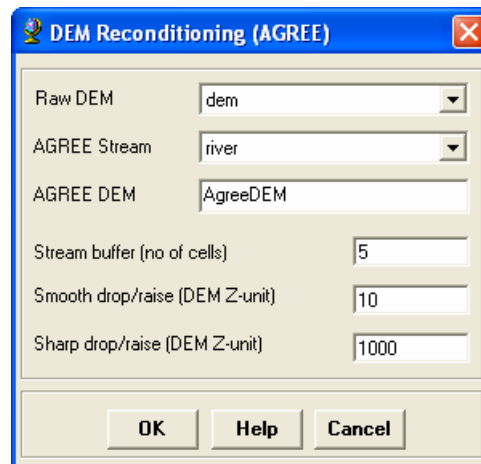 DEM Reconditioning (AGREE)
Raw DEM dem
AGREE Stream river
AGREE DEM AgreeDEM
Stream buffer (no of cells) 5
Smooth drop/raise (DEM Z-unit) 10
Sharp drop/raise (DEM Z-unit) 1000
OK Help Cancel